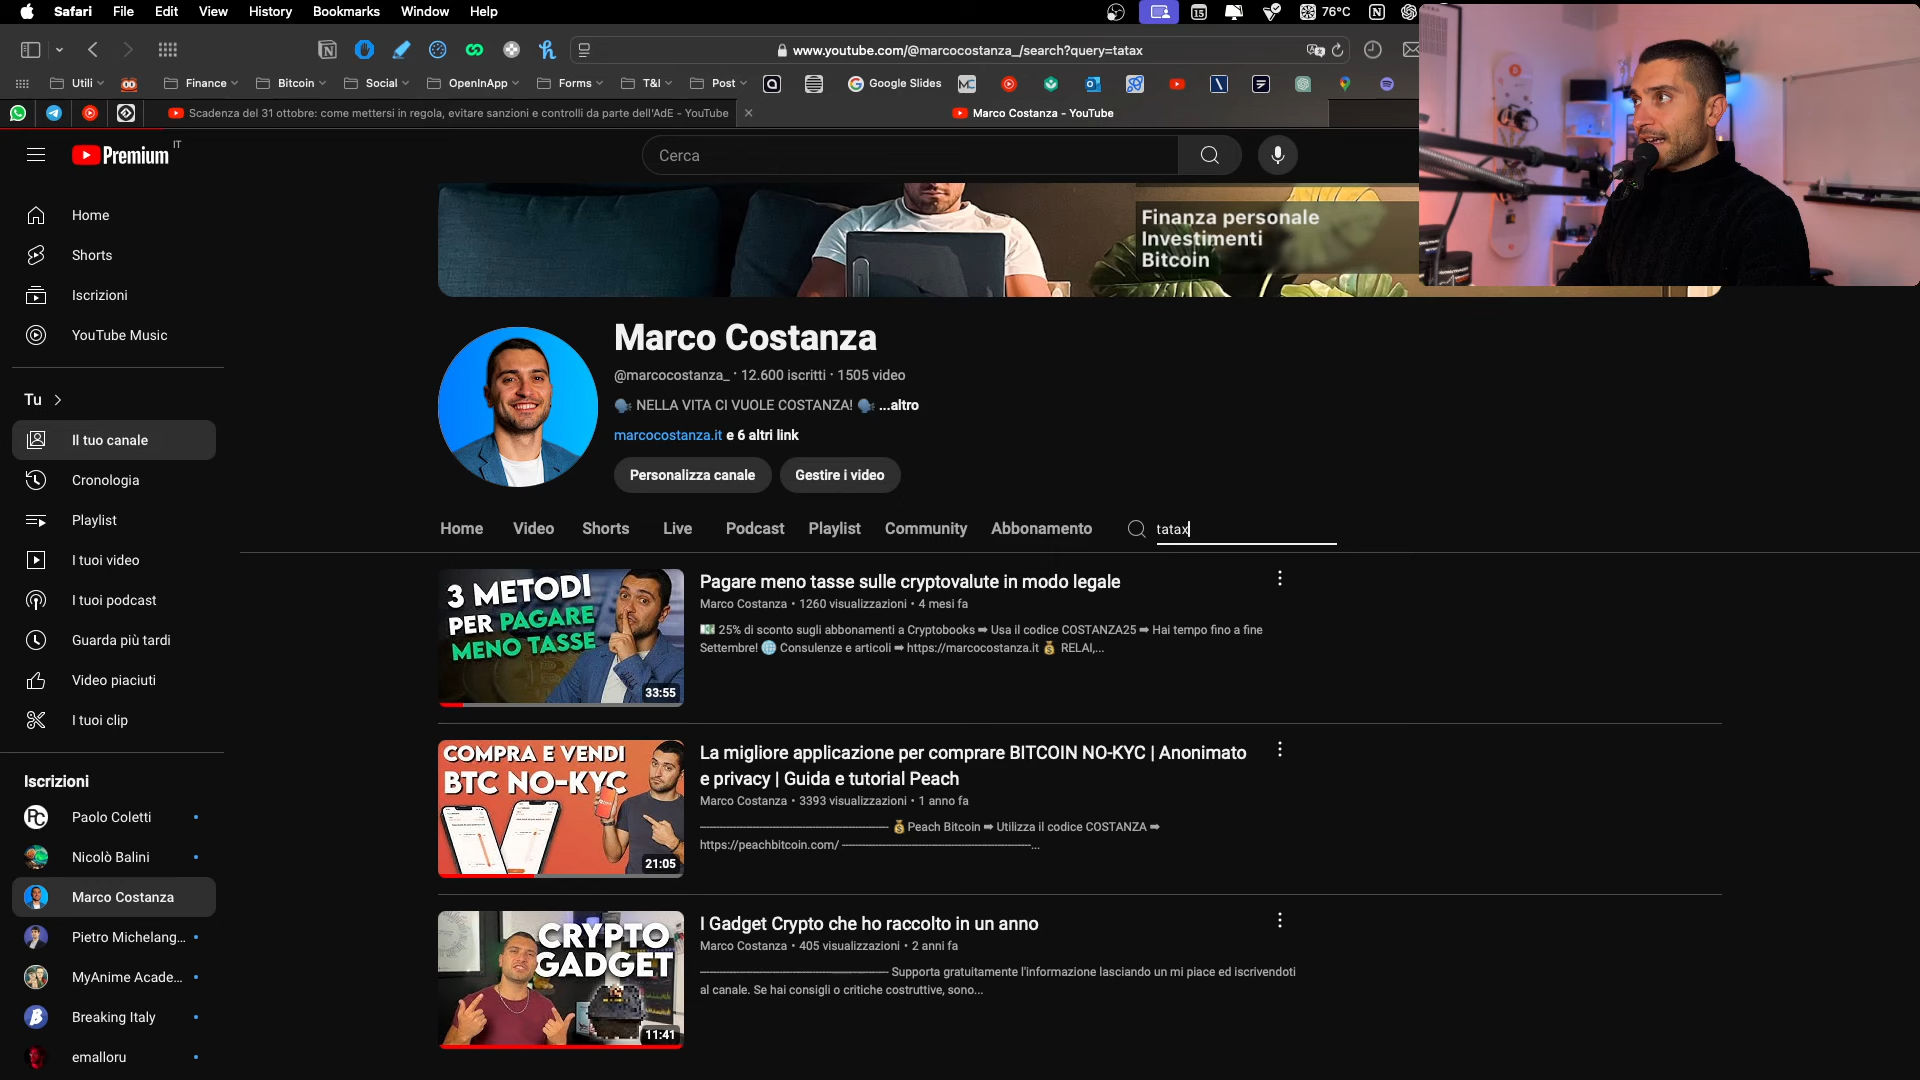 Safari File Edit View History Bookmarks Window Help
15
76°C
www.youtube.com/@marcocostanza_/search?query=tatax
Utili Finance Bitcoin Social OpenInApp Forms T&I Post Google Slides
Scadenza del 31 ottobre: come mettersi in regola, evitare sanzioni e controlli da parte dell'AdE - YouTube
Marco Costanza - YouTube
Premium IT
Cerca
Home
Shorts
Iscrizioni
YouTube Music
Tu
Il tuo canale
Cronologia
Playlist
I tuoi video
I tuoi podcast
Guarda più tardi
Video piaciuti
I tuoi clip
Iscrizioni
Paolo Coletti
Nicolò Balini
Marco Costanza
Pietro Michelang...
MyAnime Acade...
Breaking Italy
emalloru
Finanza personale
Investimenti
Bitcoin
Marco Costanza
@marcocostanza_ · 12.600 iscritti · 1505 video
🗣 NELLA VITA CI VUOLE COSTANZA! 🗣 ...altro
marcocostanza.it e 6 altri link
Personalizza canale Gestire i video
Home Video Shorts Live Podcast Playlist Community Abbonamento tatax
3 METODI
PER PAGARE
MENO TASSE
33:55
Pagare meno tasse sulle cryptovalute in modo legale
Marco Costanza • 1260 visualizzazioni • 4 mesi fa
💵 25% di sconto sugli abbonamenti a Cryptobooks ➡ Usa il codice COSTANZA25 ➡ Hai tempo fino a fine
Settembre! 🌐 Consulenze e articoli ➡ https://marcocostanza.it 💰 RELAI,...
COMPRA E VENDI
BTC NO-KYC
21:05
La migliore applicazione per comprare BITCOIN NO-KYC | Anonimato
e privacy | Guida e tutorial Peach
Marco Costanza • 3393 visualizzazioni • 1 anno fa
💰 Peach Bitcoin ➡ Utilizza il codice COSTANZA ➡
https://peachbitcoin.com/ ---...
CRYPTO
GADGET
11:41
I Gadget Crypto che ho raccolto in un anno
Marco Costanza • 405 visualizzazioni • 2 anni fa
Supporta gratuitamente l'informazione lasciando un mi piace ed iscrivendoti
al canale. Se hai consigli o critiche costruttive, sono...